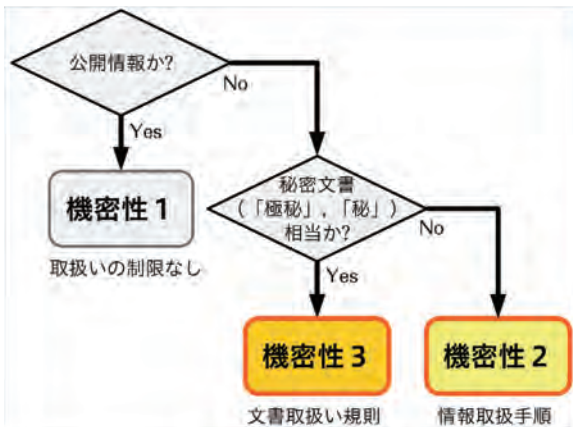 公開情報か?
No
Yes
機密性1
取扱いの制限なし
秘密文書
(「極秘」,「秘」)
相当か?
No
Yes
機密性3
文書取扱い規則
機密性2
情報取扱手順